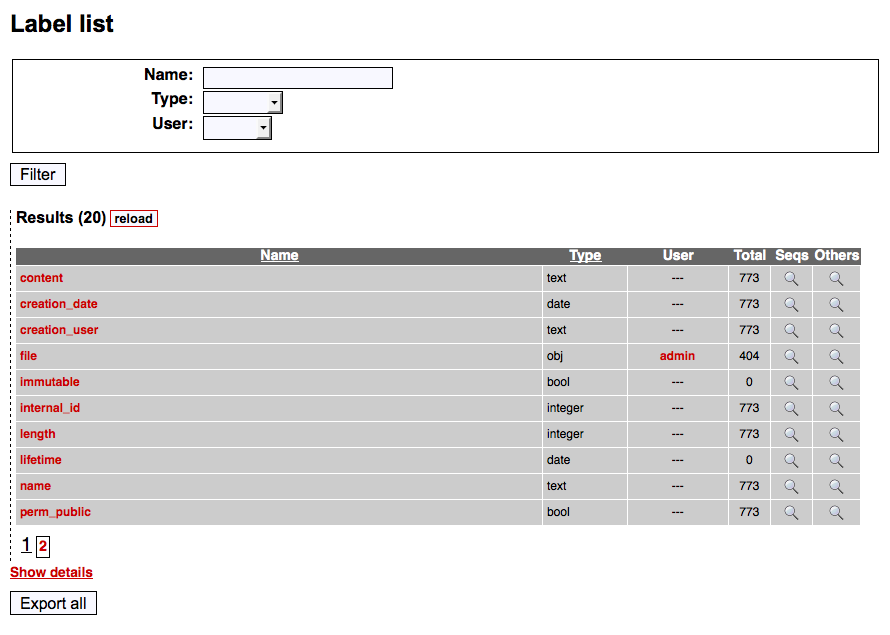 Label list
Name:
Type:
User:
Filter
Results (20) reload
Name Type User Total Seqs Others
content text --- 773
creation_date date --- 773
creation_user text --- 773
file obj admin 404
immutable bool --- 0
internal_id integer --- 773
length integer --- 773
lifetime date --- 0
name text --- 773
perm_public bool --- 773
1 2
Show details
Export all